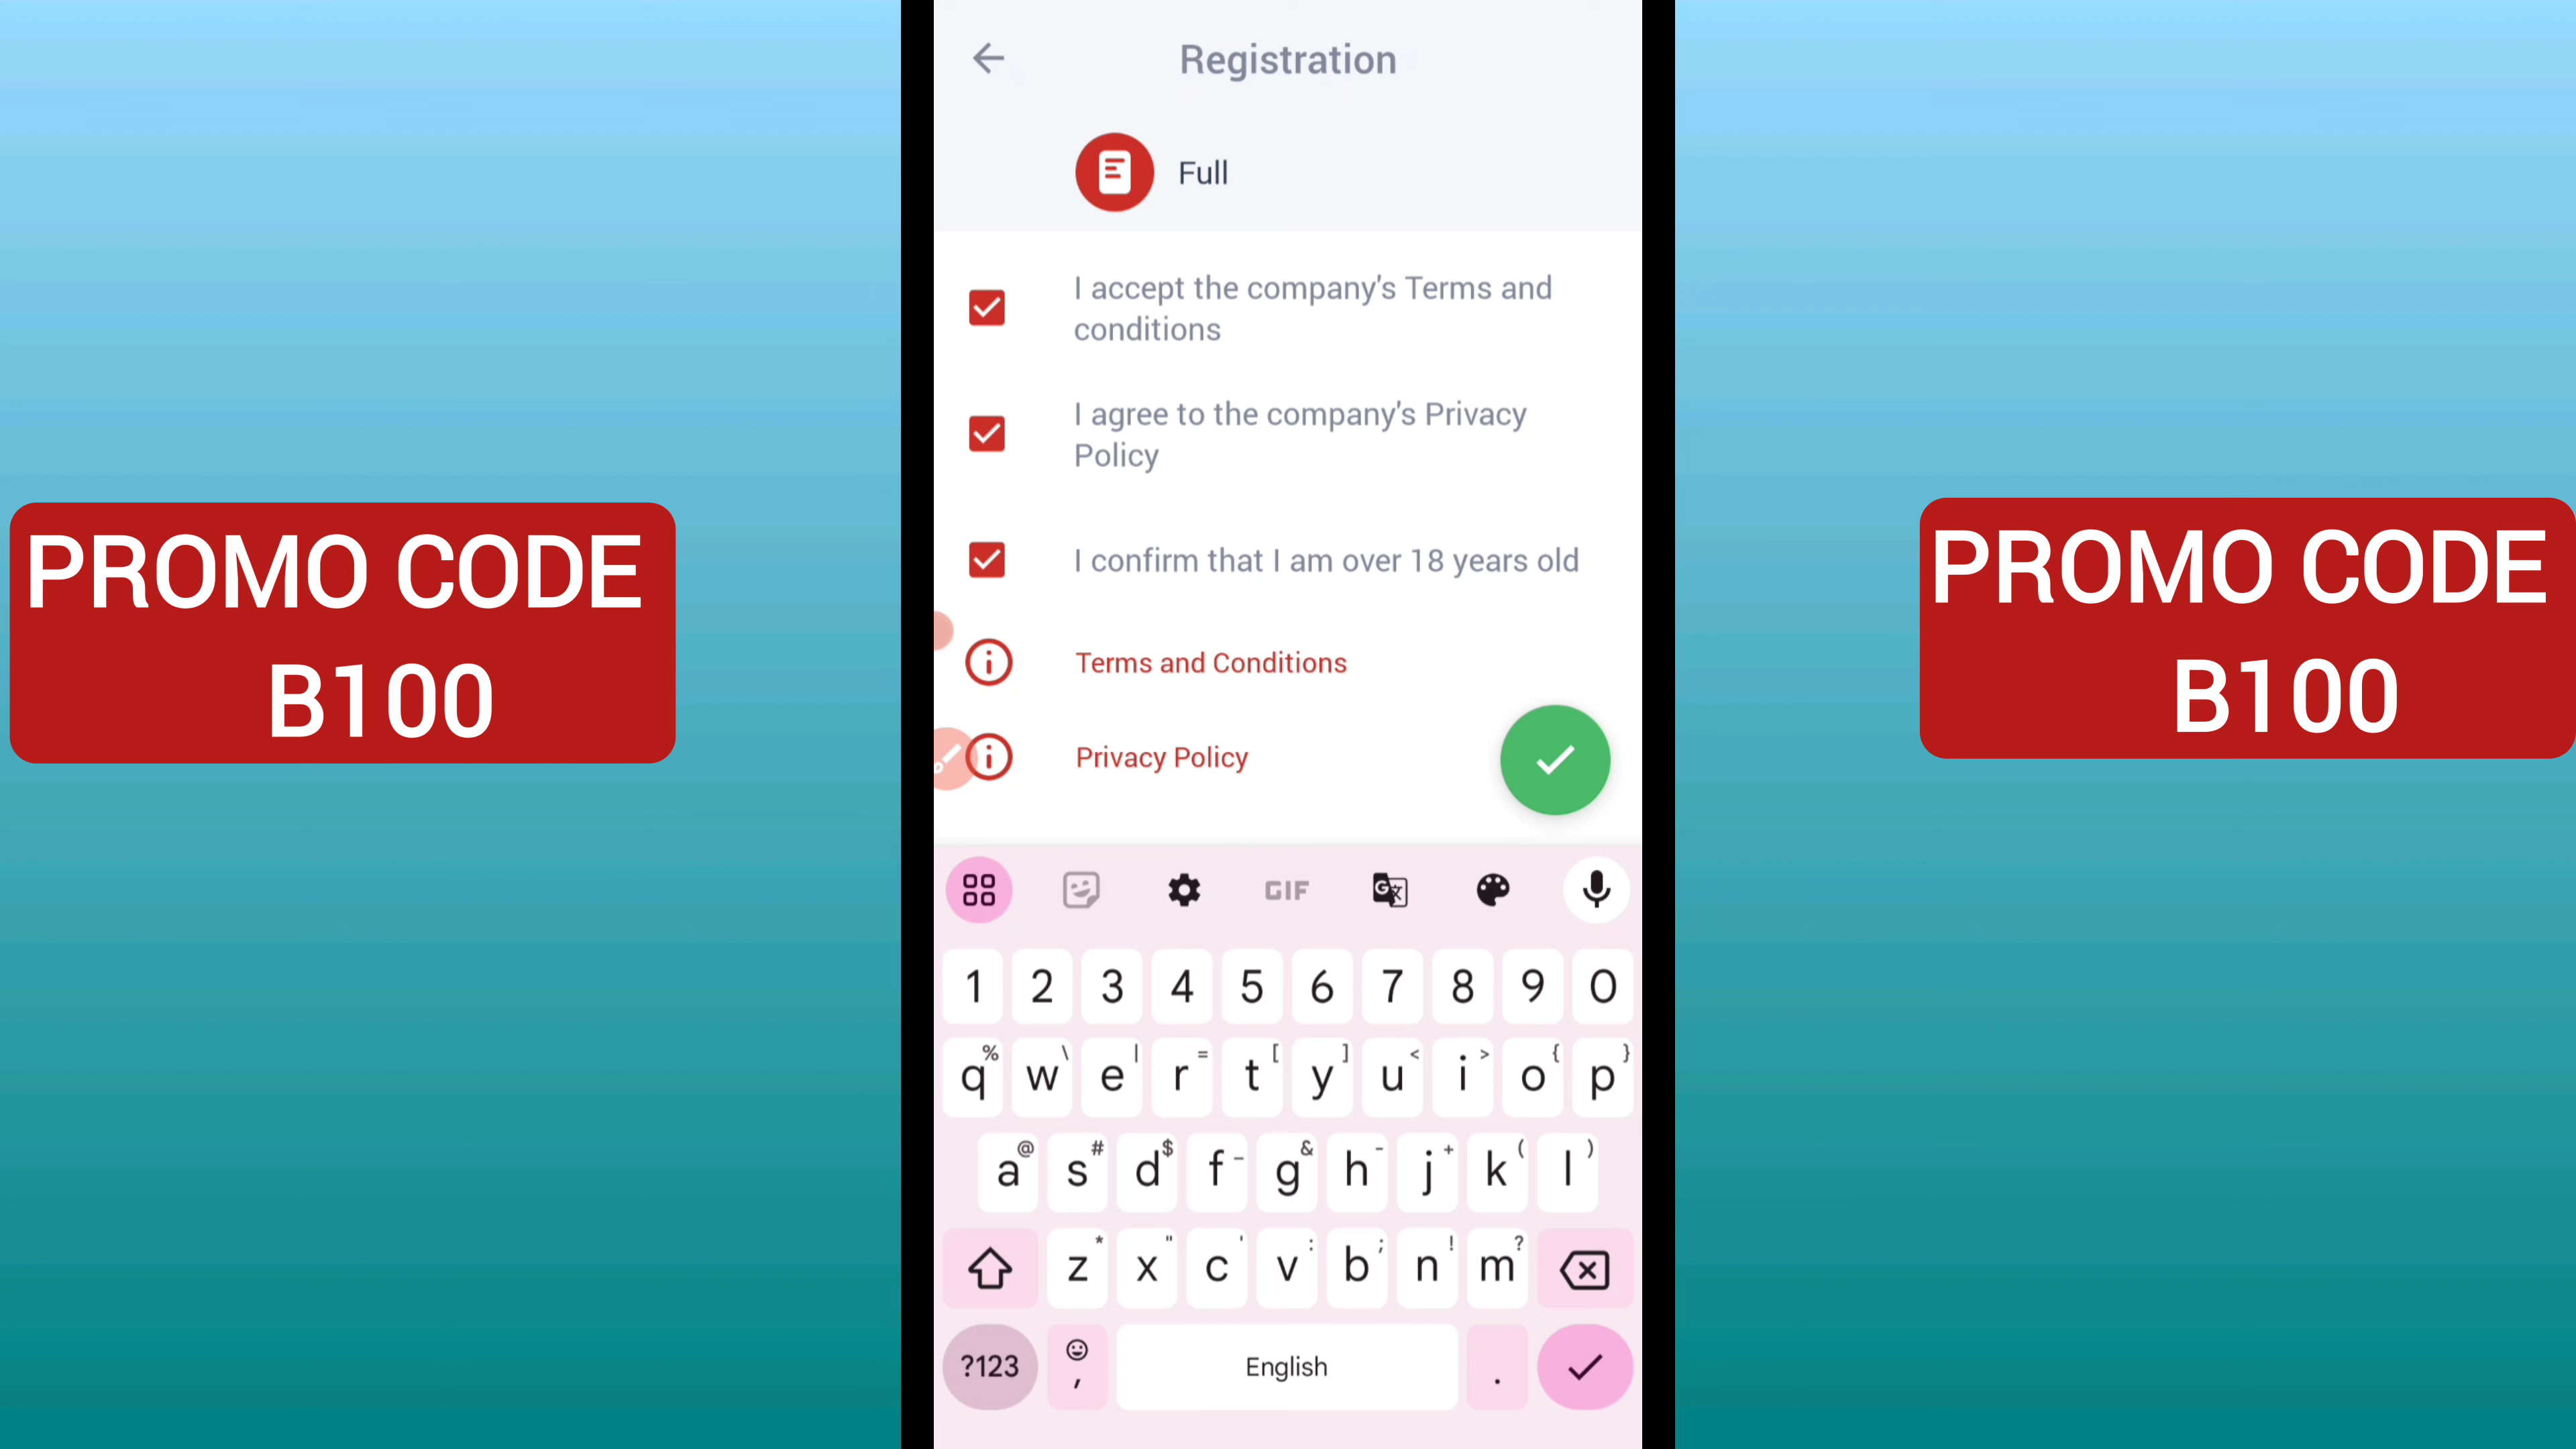 Registration
Full
I accept the company's Terms and
conditions
I agree to the company's Privacy
Policy
I confirm that I am over 18 years old
Terms and Conditions
Privacy Policy
PROMO CODE
B100
PROMO CODE
B100
GIF
1 2 3 4 5 6 7 8 9 0
% \ | = [ ] < > { }
q w e r t y u i o p
@ # $ _ & - + ( )
a s d f g h j k l
* " ' : ; ! ?
z x c v b n m
?123 , English .